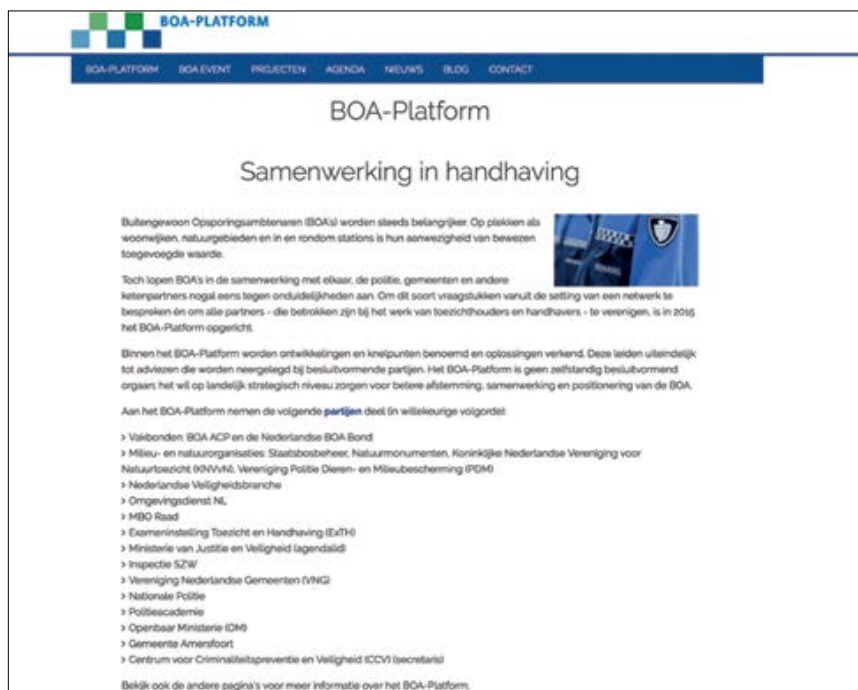 BOA-PLATFORM
BOA-PLATFORM BOA EVENT PROJECTEN AGENDA NIEUWS BLOG CONTACT
BOA-Platform
Samenwerking in handhaving
Buitengewoon Opsporingsambtenaren (BOA's) worden steeds belangrijker. Op plekken als
woonwijken, natuurgebieden en in en rondom stations is hun aanwezigheid van bewezen
toegevoegde waarde.
Toch lopen BOA's in de samenwerking met elkaar, de politie, gemeenten en andere
ketenpartners nogal eens tegen onduidelijkheden aan. Om dit soort vraagstukken vanuit de setting van een netwerk te
bespreken én om alle partners - die betrokken zijn bij het werk van toezichthouders en handhavers - te verenigen, is in 2015
het BOA-Platform opgericht.
Binnen het BOA-Platform worden ontwikkelingen en knelpunten benoemd en oplossingen verkend. Deze leiden uiteindelijk
tot adviezen die worden neergelegd bij besluitvormende partijen. Het BOA-Platform is geen zelfstandig besluitvormend
orgaan; het wil op landelijk strategisch niveau zorgen voor betere afstemming, samenwerking en positionering van de BOA.
Aan het BOA-Platform nemen de volgende partijen deel (in willekeurige volgorde):
> Vakbonden: BOA ACP en de Nederlandse BOA Bond
> Milieu- en natuurorganisaties: Staatsbosbeheer, Natuurmonumenten, Koninklijke Nederlandse Vereniging voor
Natuurtoezicht (KNVvN), Vereniging Politie Dieren- en Milieubescherming (PDM)
> Nederlandse Veiligheidsbranche
> Omgevingsdienst NL
> MBO Raad
> Exameninstelling Toezicht en Handhaving (ExTH)
> Ministerie van Justitie en Veiligheid (agendalid)
> Inspectie SZW
> Vereniging Nederlandse Gemeenten (VNG)
> Nationale Politie
> Politieacademie
> Openbaar Ministerie (OM)
> Gemeente Amersfoort
> Centrum voor Criminaliteitspreventie en Veiligheid (CCV) (secretaris)
Bekijk ook de andere pagina's voor meer informatie over het BOA-Platform.